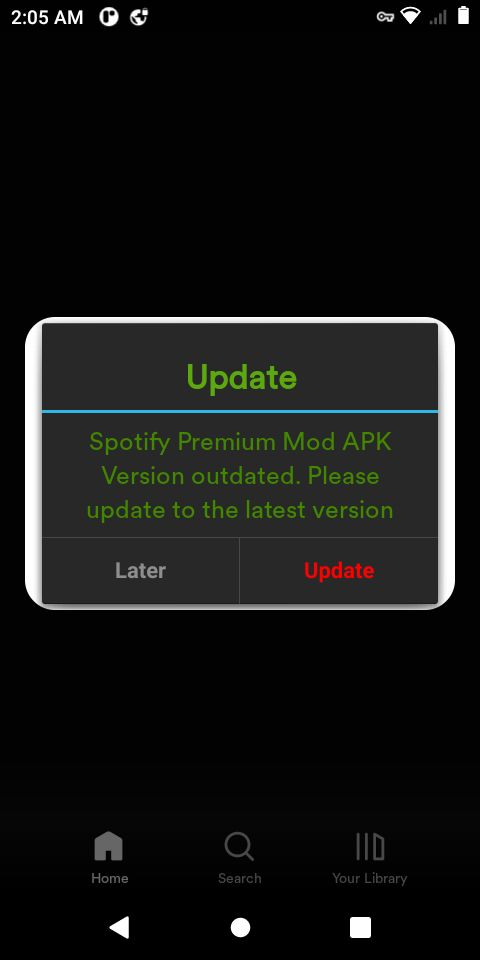 2:05 AM
Update
Spotify Premium Mod APK
Version outdated. Please
update to the latest version
Later Update
Home Search Your Library